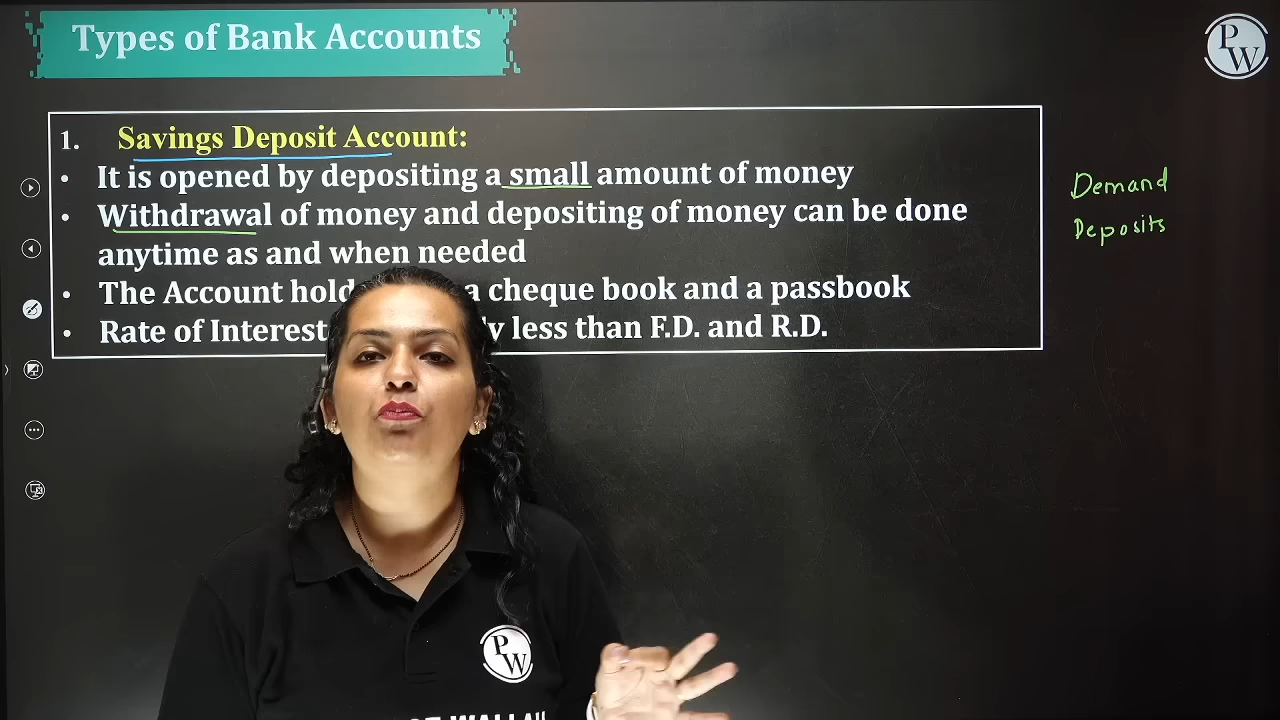 Types of Bank Accounts
PW
1. Savings Deposit Account:
• It is opened by depositing a small amount of money
• Withdrawal of money and depositing of money can be done
anytime as and when needed
• The Account a cheque book and a passbook
• Rate of Interest less than F.D. and R.D.
Demand
Deposits
PW